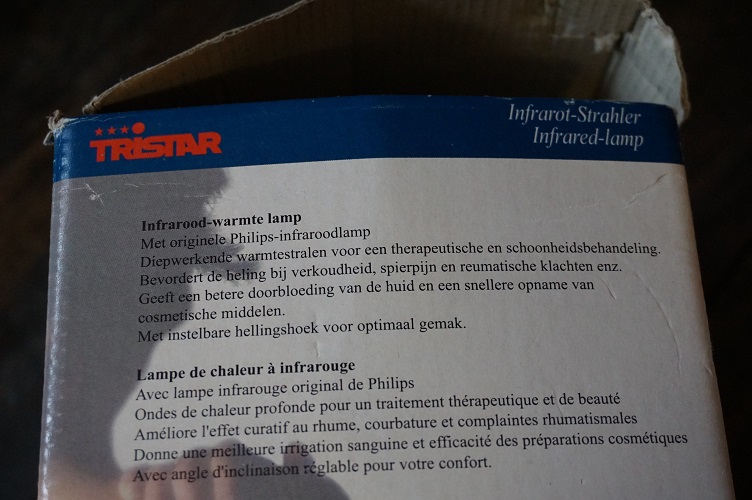 TRISTAR
Infrarot-Strahler
Infrared-lamp
Infrarood-warmte lamp
Met originele Philips-infraroodlamp
Diepwerkende warmtestralen voor een therapeutische en schoonheidsbehandeling.
Bevordert de heling bij verkoudheid, spierpijn en reumatische klachten enz.
Geeft een betere doorbloeding van de huid en een snellere opname van
cosmetische middelen.
Met instelbare hellingshoek voor optimaal gemak.
Lampe de chaleur à infrarouge
Avec lampe infrarouge original de Philips
Ondes de chaleur profonde pour un traitement thérapeutique et de beauté
Améliore l'effet curatif au rhume, courbature et complaintes rhumatismales
Donne une meilleure irrigation sanguine et efficacité des préparations cosmétiques
Avec angle d'inclinaison réglable pour votre confort.